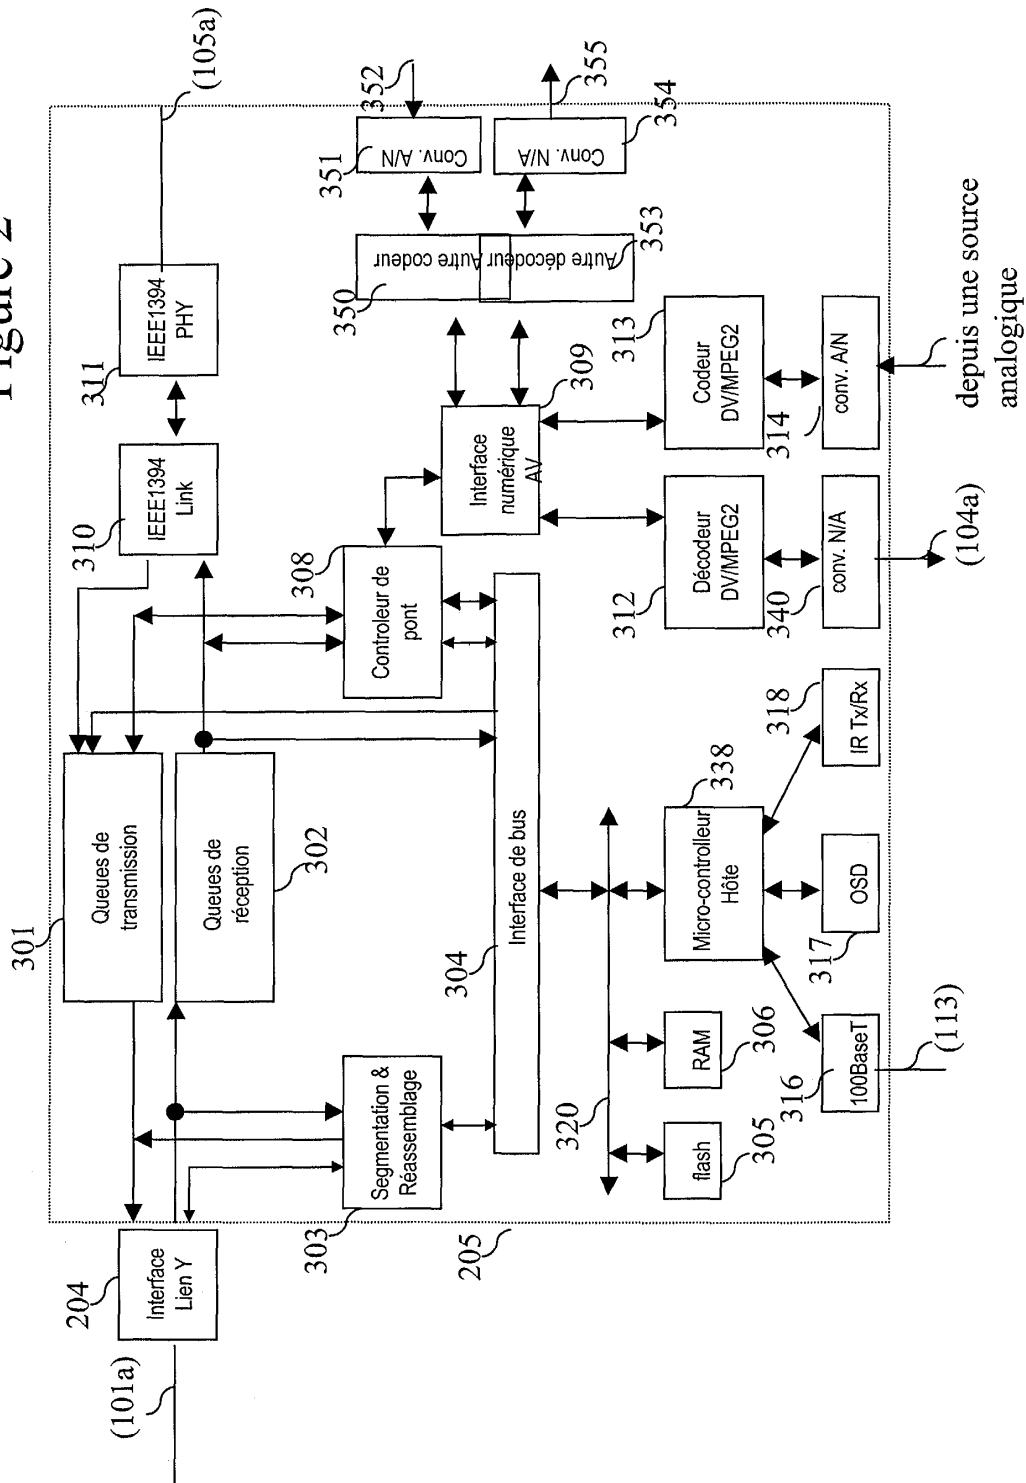 Figure 2
(101a)
204
Interface
Lien Y
301
Queues de
transmission
Queues de
réception
302
310
IEEE1394
Link
311
IEEE1394
PHY
(105a)
303
Segmentation &
Réassemblage
205
304
Interface de bus
308
Controleur de
pont
309
Interface
numérique
AV
350
Autre codeur
Autre décodeur
353
351
Conv. A/N
352
Conv. N/A
354
355
320
flash
305
RAM
306
Micro-controlleur
Hôte
338
312
Décodeur
DV/MPEG2
313
Codeur
DV/MPEG2
316
100BaseT
(113)
317
OSD
318
IR Tx/Rx
340
conv. N/A
(104a)
314
conv. A/N
depuis une source
analogique